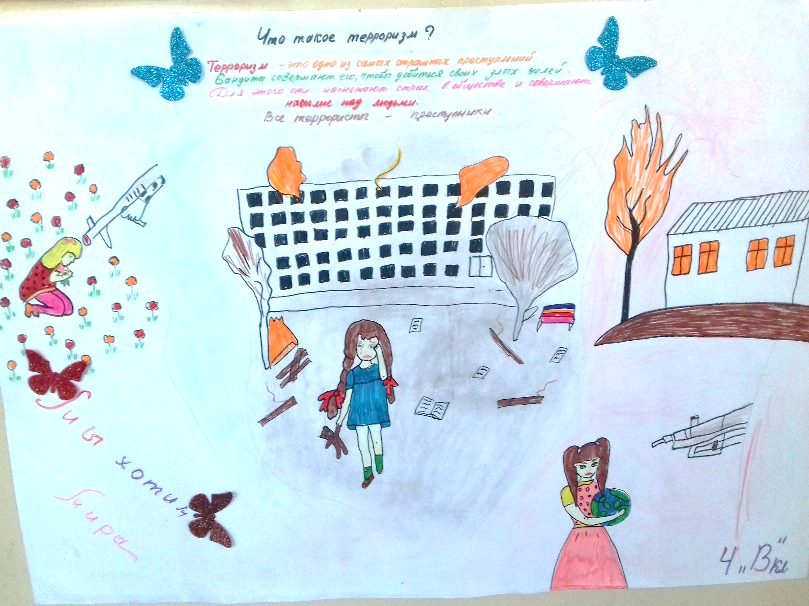 Что такое терроризм?
Терроризм - это одно из самых страшных преступлений
Бандиты совершают его, чтобы добиться своих злых целей.
Для этого они нагнетают страх в обществе и совершают
насилие над людьми.
Все террористы - преступники.
Мы
хотим
Мира
4 „В" кл